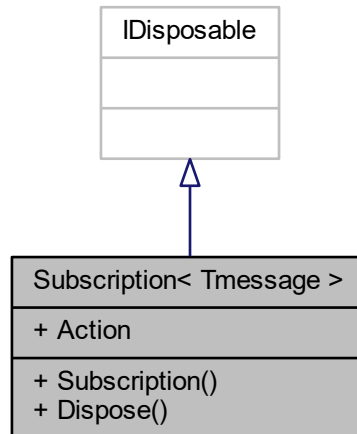 IDisposable
Subscription< Tmessage >
+ Action
+ Subscription()
+ Dispose()